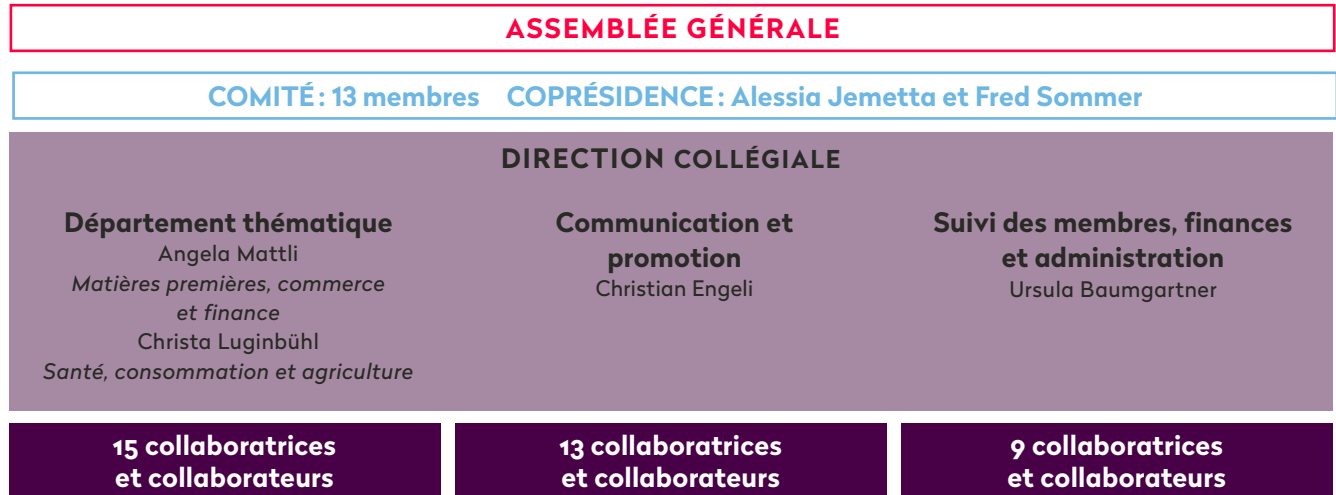 ASSEMBLÉE GÉNÉRALE
COMITÉ : 13 membres COPRÉSIDENCE : Alessia Jemetta et Fred Sommer
DIRECTION COLLÉGIALE
Département thématique
Angela Mattli
Matières premières, commerce
et finance
Christa Luginbühl
Santé, consommation et agriculture
Communication et
promotion
Christian Engeli
Suivi des membres, finances
et administration
Ursula Baumgartner
15 collaboratrices
et collaborateurs
13 collaboratrices
et collaborateurs
9 collaboratrices
et collaborateurs